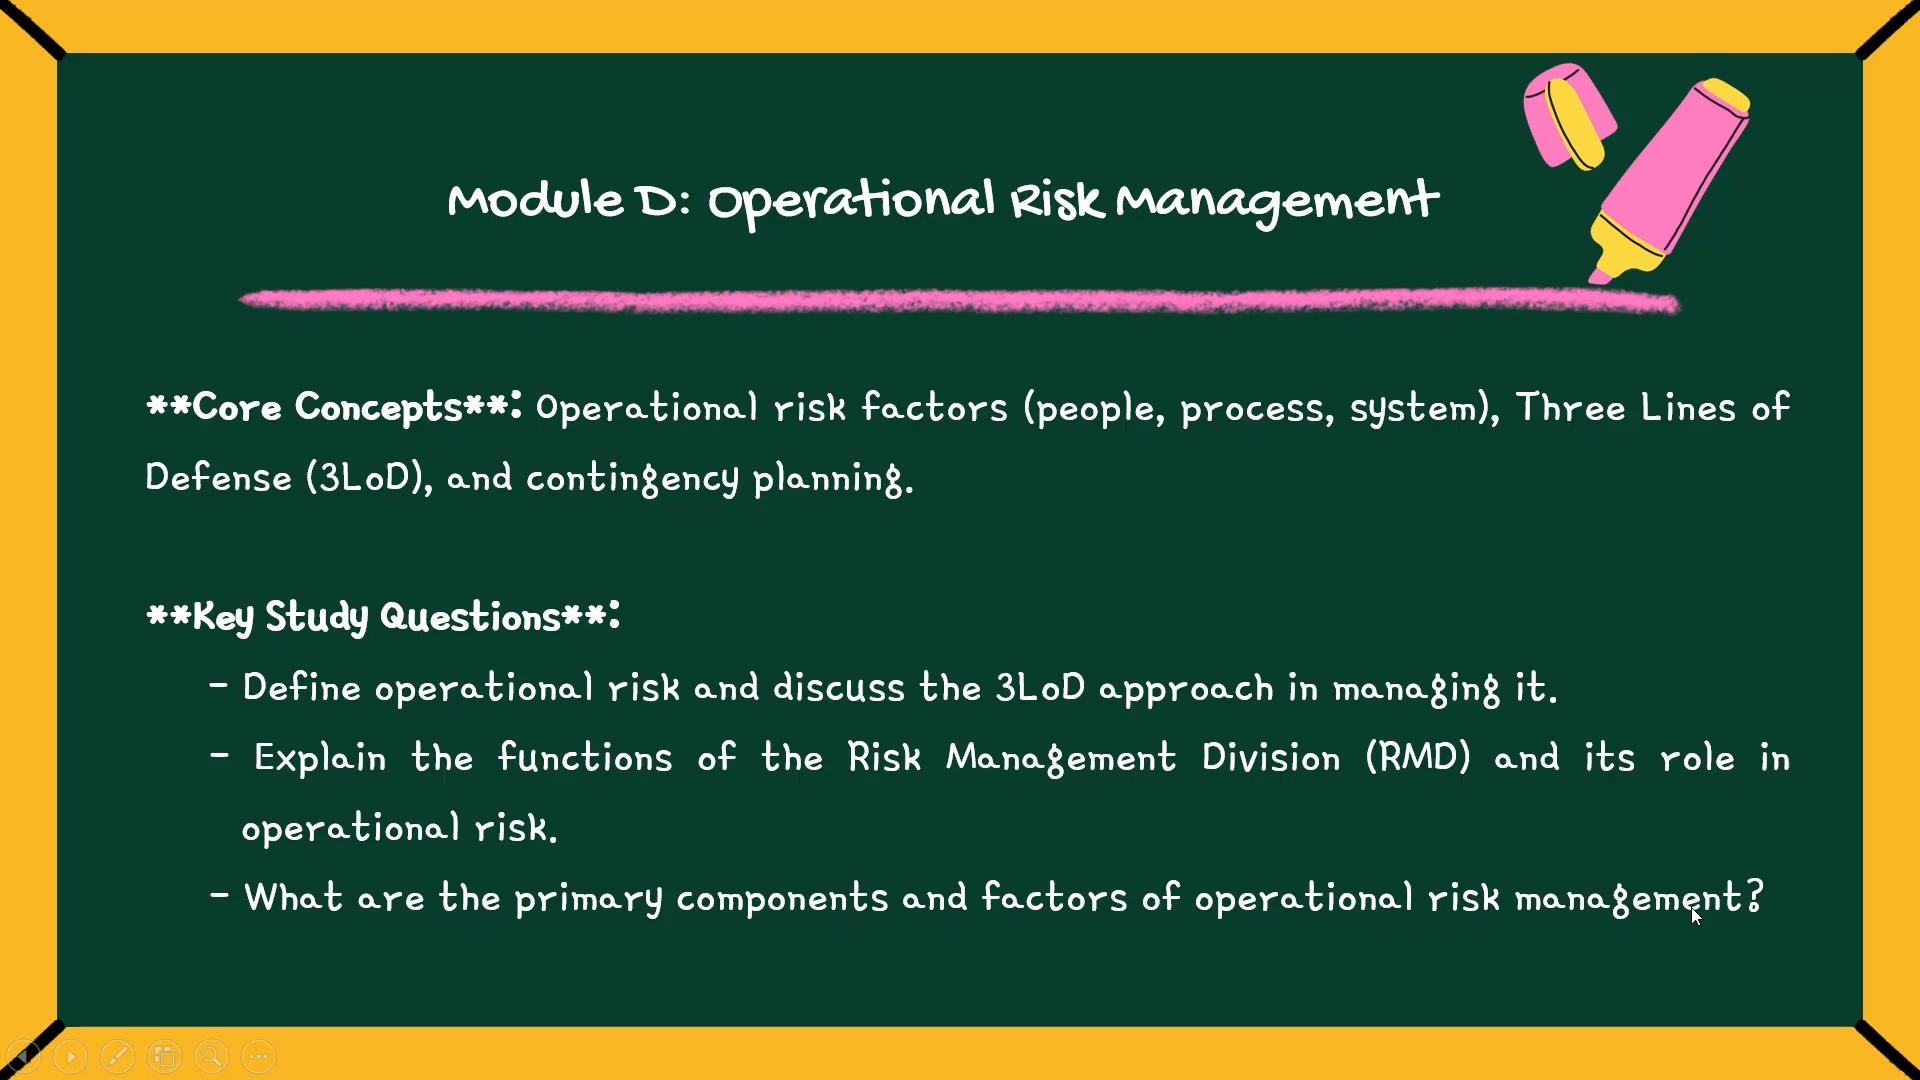 Module D: Operational Risk Management
**Core Concepts**: Operational risk factors (people, process, system), Three Lines of
Defense (3LoD), and contingency planning.
**Key Study Questions**:
- Define operational risk and discuss the 3LoD approach in managing it.
- Explain the functions of the Risk Management Division (RMD) and its role in
operational risk.
- What are the primary components and factors of operational risk management?